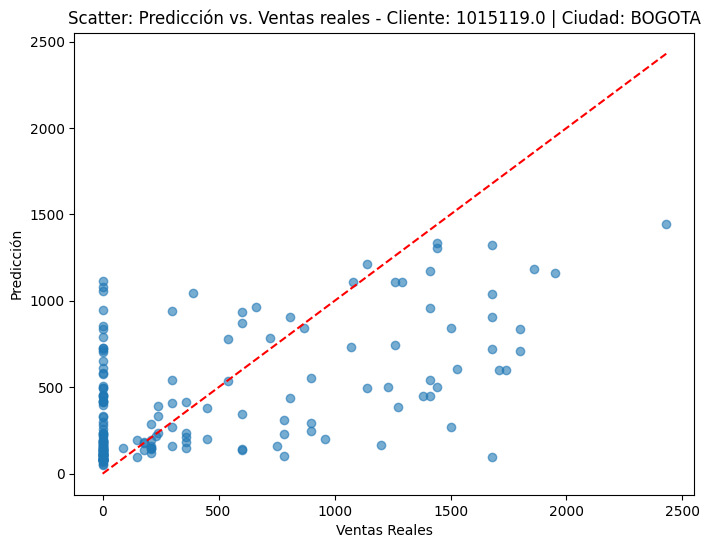 Scatter: Predicción vs. Ventas reales - Cliente: 1015119.0 | Ciudad: BOGOTA
2500
2000
1500
1000
500
0
Predicción
0 500 1000 1500 2000 2500
Ventas Reales